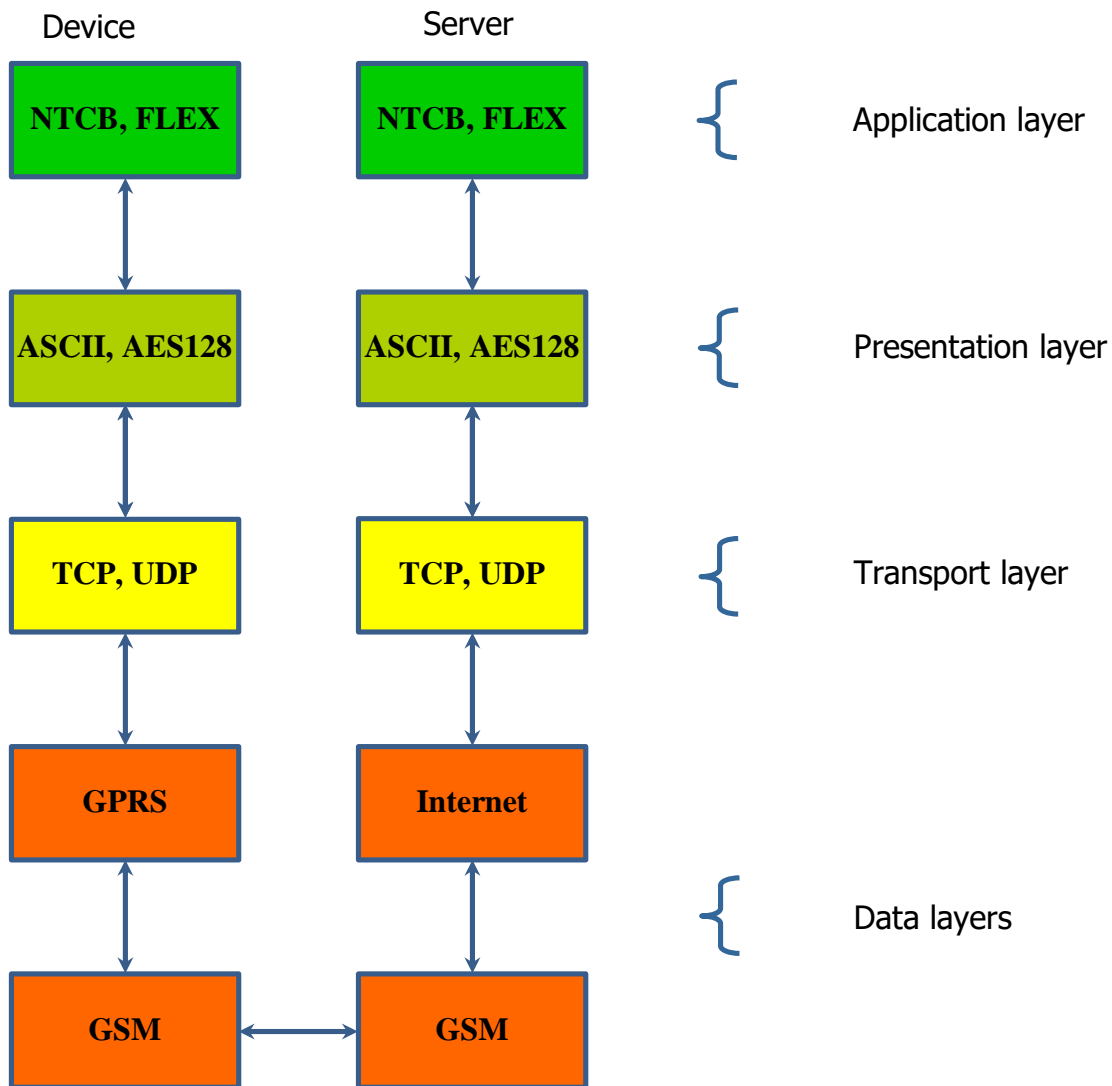 Device
Server
NTCB, FLEX
NTCB, FLEX
Application layer
ASCII, AES128
ASCII, AES128
Presentation layer
TCP, UDP
TCP, UDP
Transport layer
GPRS
Internet
Data layers
GSM
GSM